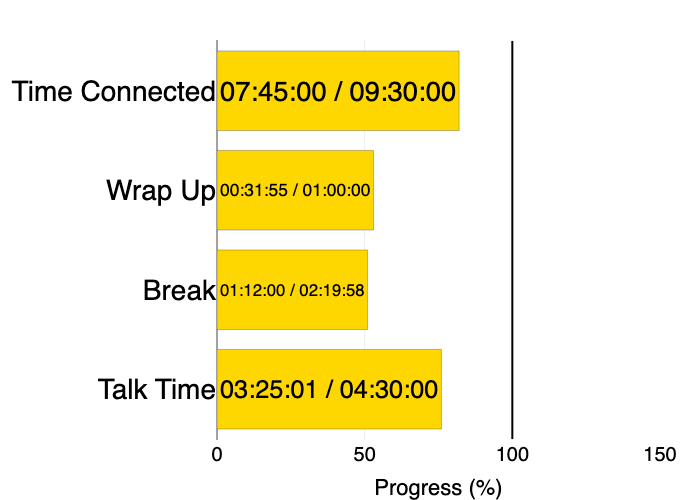 Time Connected 07:45:00 / 09:30:00
Wrap Up 00:31:55 / 01:00:00
Break 01:12:00 / 02:19:58
Talk Time 03:25:01 / 04:30:00
0 50 100 150
Progress (%)